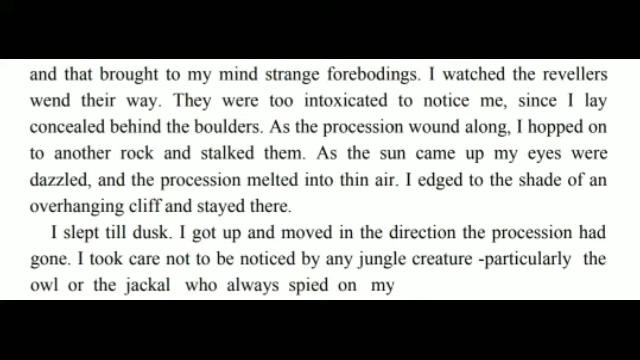 and that brought to my mind strange forebodings. I watched the revellers
wend their way. They were too intoxicated to notice me, since I lay
concealed behind the boulders. As the procession wound along, I hopped on
to another rock and stalked them. As the sun came up my eyes were
dazzled, and the procession melted into thin air. I edged to the shade of an
overhanging cliff and stayed there.
I slept till dusk. I got up and moved in the direction the procession had
gone. I took care not to be noticed by any jungle creature -particularly the
owl or the jackal who always spied on my